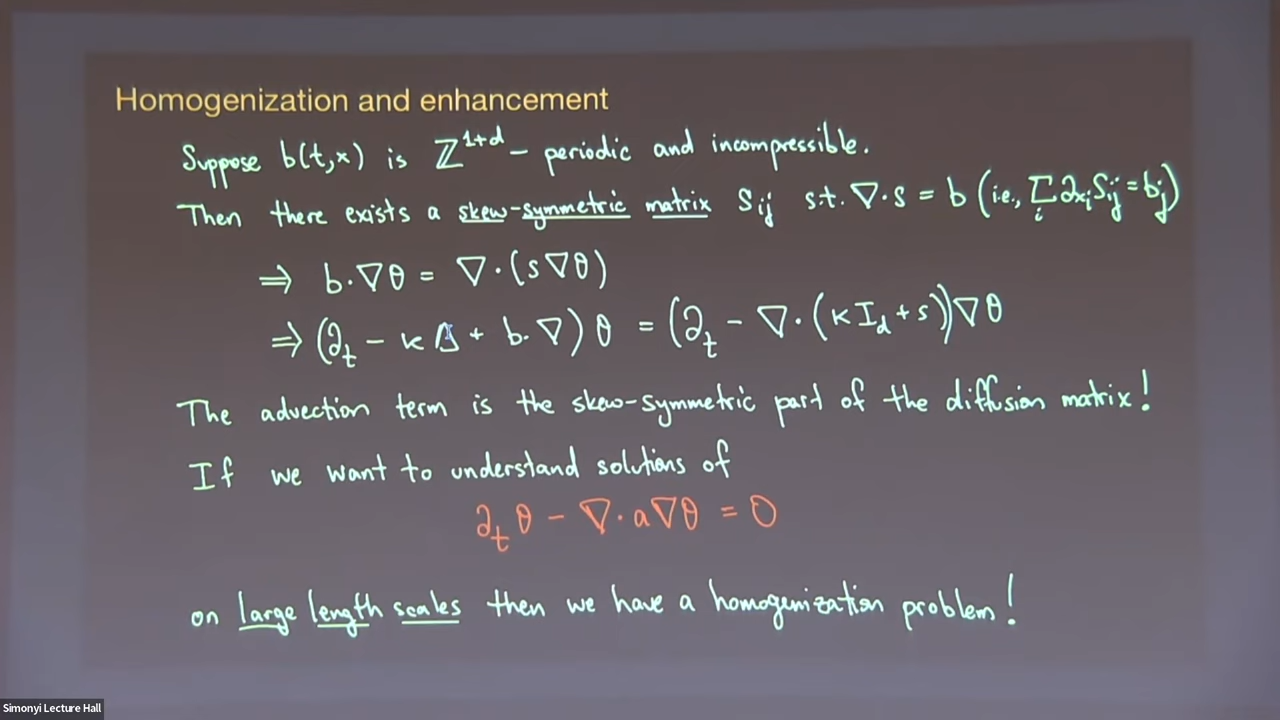 Homogenization and enhancement
Suppose b(t,x) is ℤ^{1+d} - periodic and incompressible.
Then there exists a skew-symmetric matrix S_{ij} s.t. ∇·s = b (i.e., ∑_i ∂_{x_i} S_{ij} = b_j)
⇒ b·∇θ = ∇·(s∇θ)
⇒ (∂_t - κΔ + b·∇)θ = (∂_t - ∇·(κI_d + s))∇θ
The advection term is the skew-symmetric part of the diffusion matrix!
If we want to understand solutions of
∂_t θ - ∇·a∇θ = 0
on large length scales then we have a homogenization problem!
Simonyi Lecture Hall